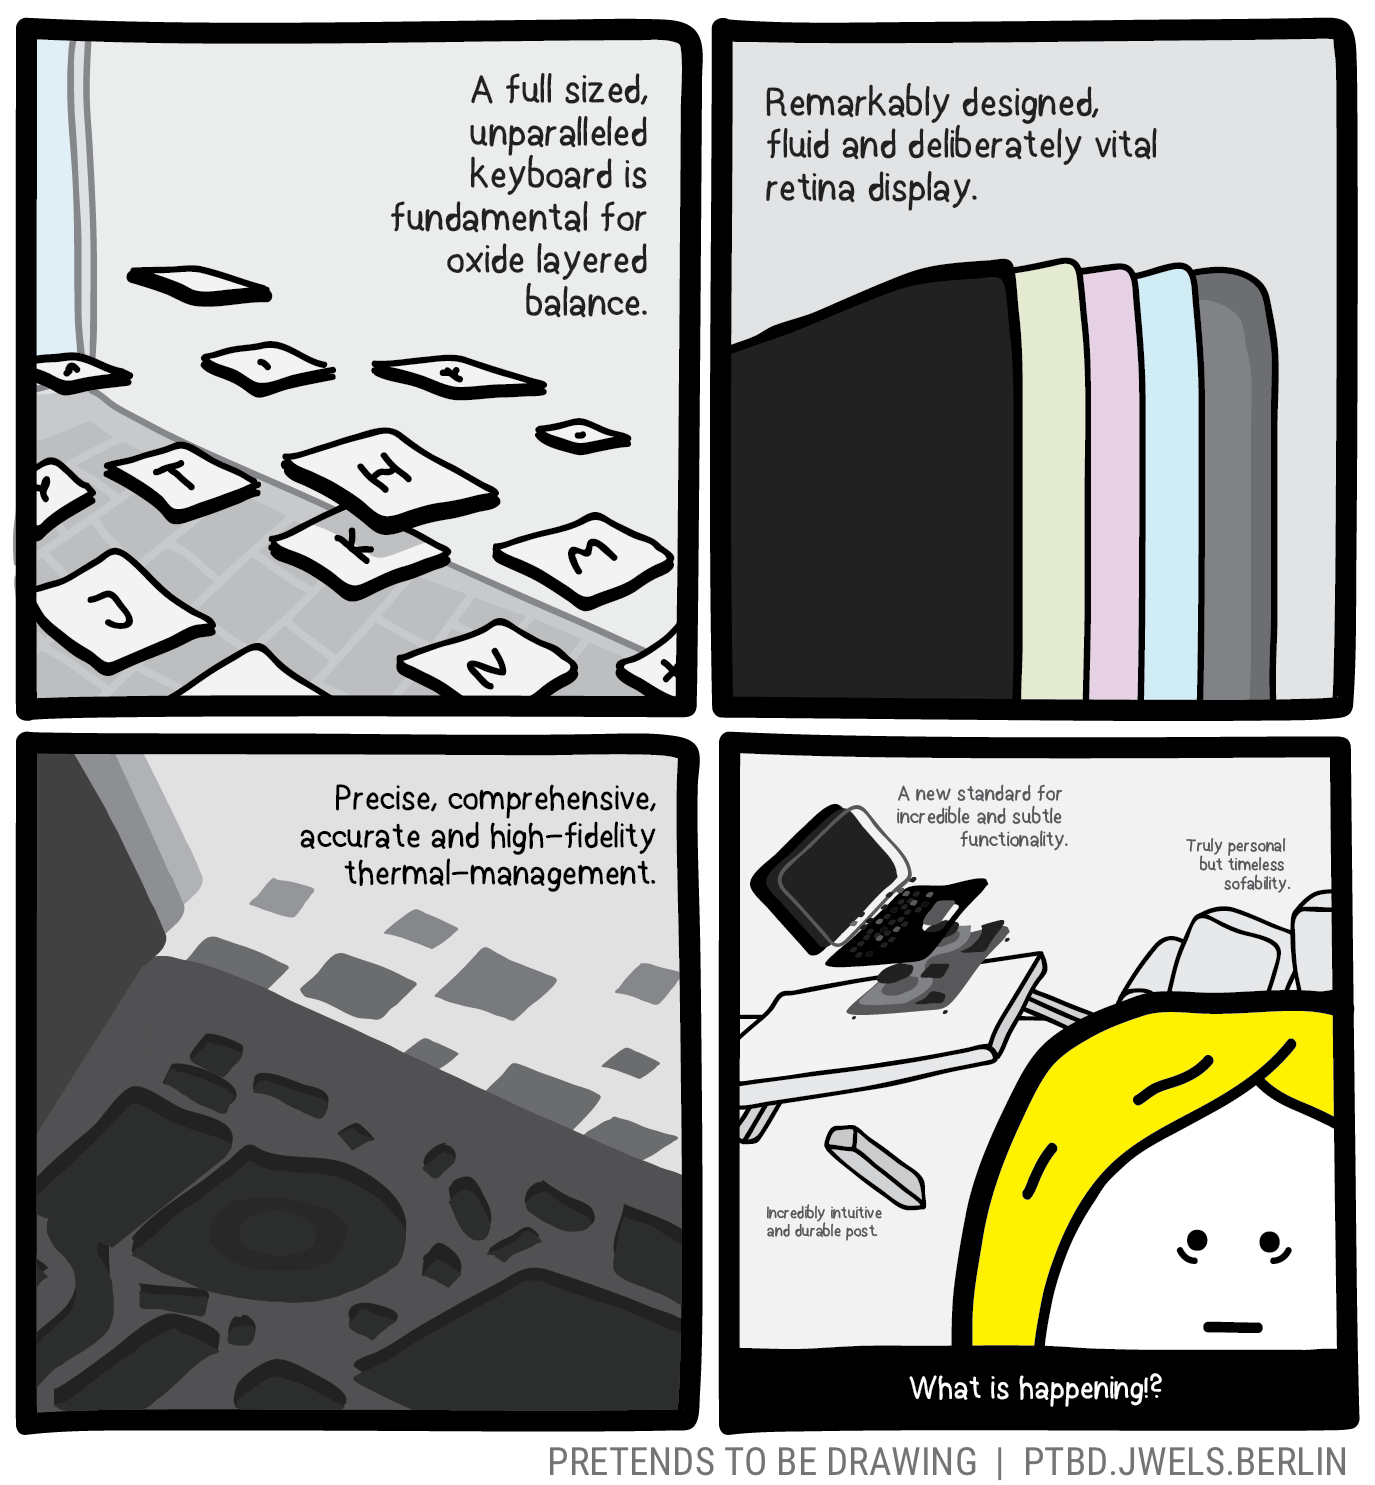 A full sized,
unparalleled
keyboard is
fundamental for
oxide layered
balance.
T
H
K
M
J
N
Remarkably designed,
fluid and deliberately vital
retina display.
Precise, comprehensive,
accurate and high-fidelity
thermal-management.
A new standard for
incredible and subtle
functionality.
Truly personal
but timeless
sofability.
Incredibly intuitive
and durable post.
What is happening!?
PRETENDS TO BE DRAWING | PTBD.JWELS.BERLIN